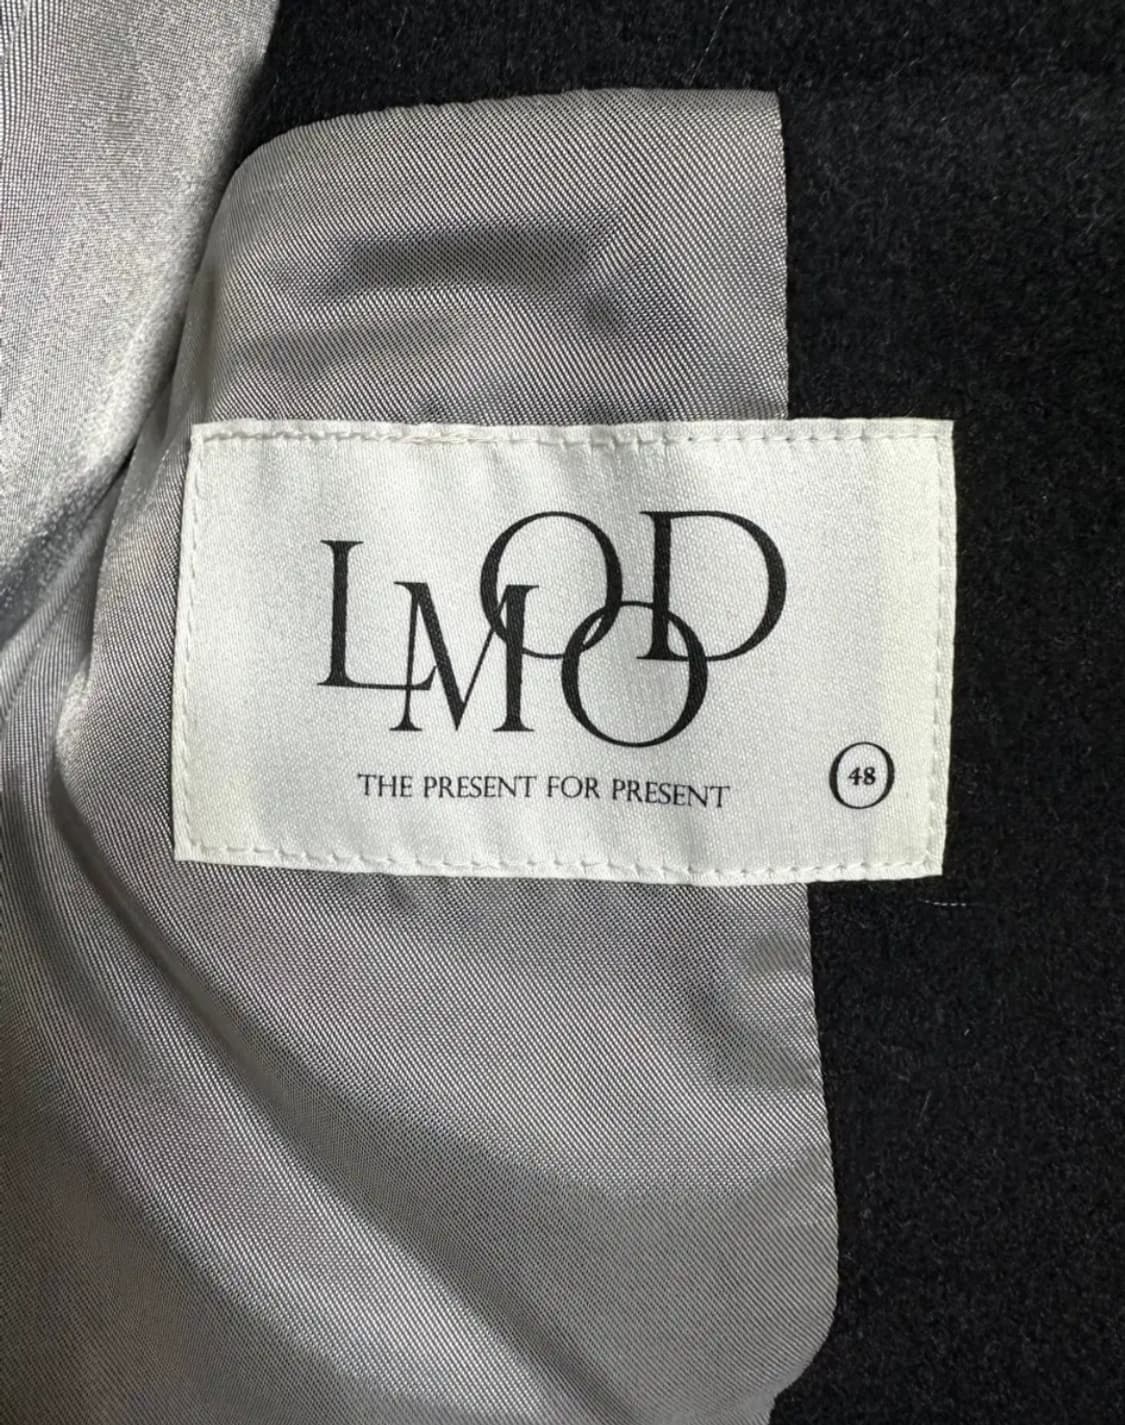 LMOOD
THE PRESENT FOR PRESENT
48